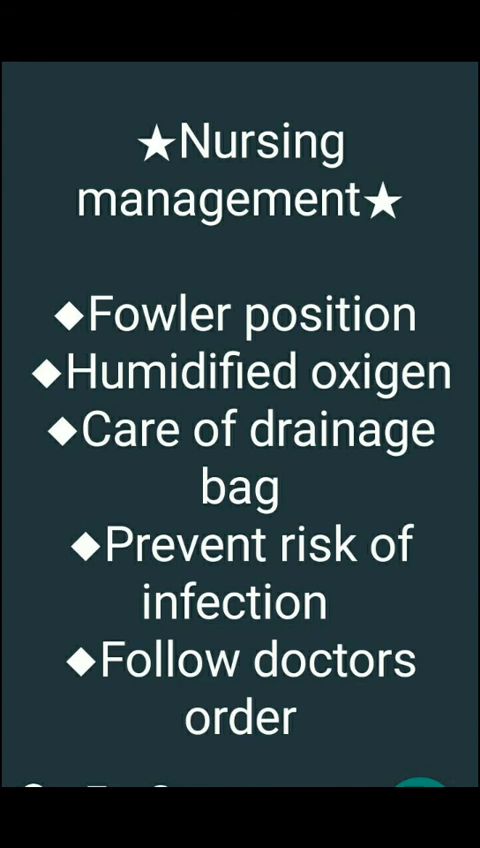 ★Nursing
management★
◆Fowler position
◆Humidified oxigen
◆Care of drainage
bag
◆Prevent risk of
infection
◆Follow doctors
order